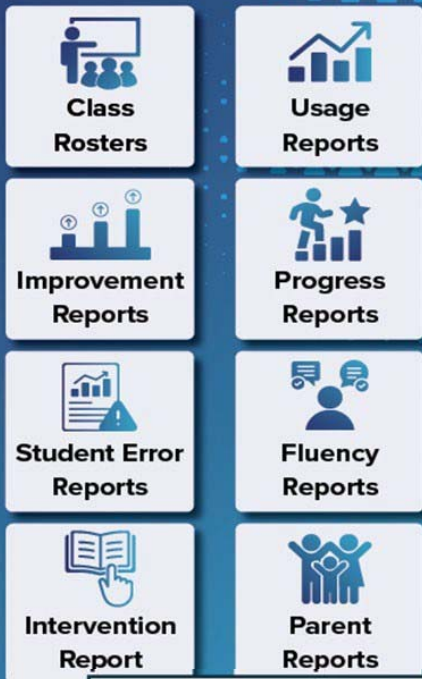 Class
Rosters
Usage
Reports
Improvement
Reports
Progress
Reports
Student Error
Reports
Fluency
Reports
Intervention
Report
Parent
Reports